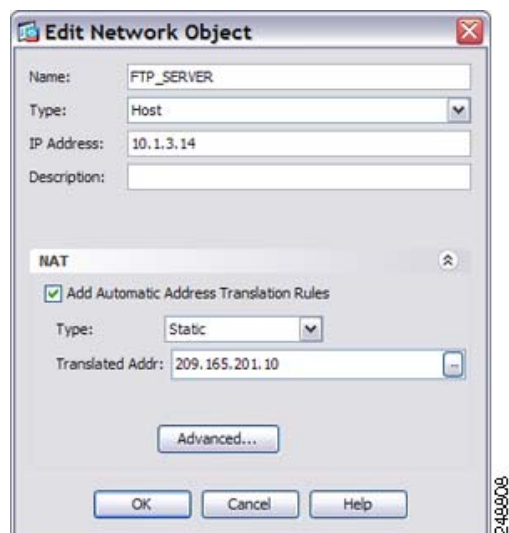 Edit Network Object
Name: FTP_SERVER
Type: Host
IP Address: 10.1.3.14
Description:
NAT
Add Automatic Address Translation Rules
Type: Static
Translated Addr: 209.165.201.10 ...
Advanced...
OK Cancel Help
248808